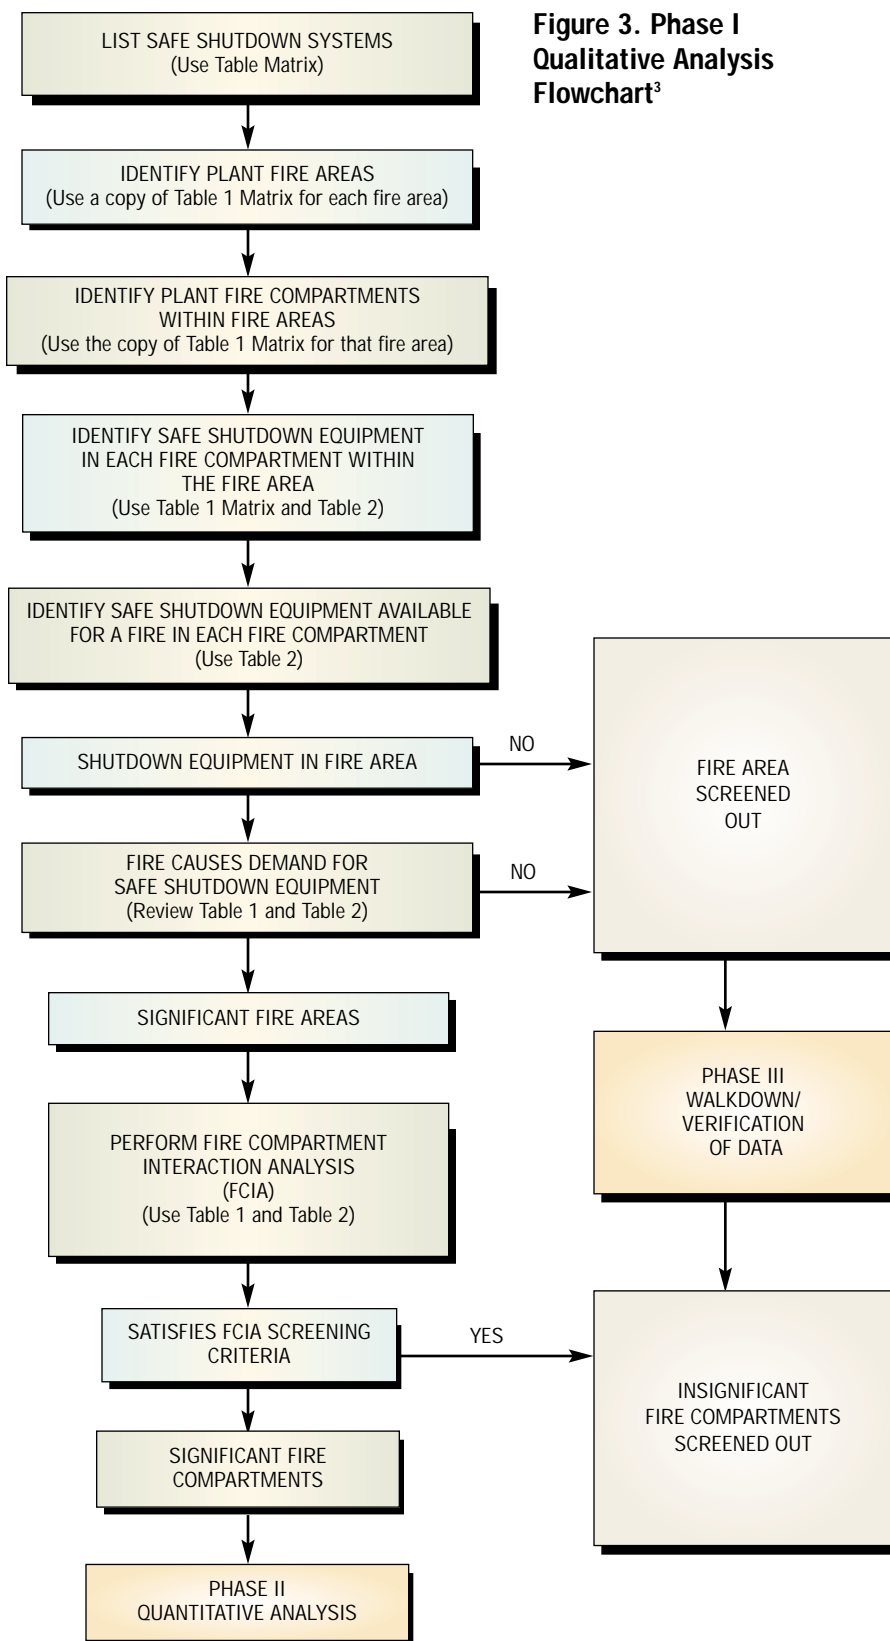 Figure 3. Phase I
Qualitative Analysis
Flowchart³
LIST SAFE SHUTDOWN SYSTEMS
(Use Table Matrix)
IDENTIFY PLANT FIRE AREAS
(Use a copy of Table 1 Matrix for each fire area)
IDENTIFY PLANT FIRE COMPARTMENTS
WITHIN FIRE AREAS
(Use the copy of Table 1 Matrix for that fire area)
IDENTIFY SAFE SHUTDOWN EQUIPMENT
IN EACH FIRE COMPARTMENT WITHIN
THE FIRE AREA
(Use Table 1 Matrix and Table 2)
IDENTIFY SAFE SHUTDOWN EQUIPMENT AVAILABLE
FOR A FIRE IN EACH FIRE COMPARTMENT
(Use Table 2)
SHUTDOWN EQUIPMENT IN FIRE AREA
NO
FIRE AREA
SCREENED
OUT
FIRE CAUSES DEMAND FOR
SAFE SHUTDOWN EQUIPMENT
(Review Table 1 and Table 2)
NO
SIGNIFICANT FIRE AREAS
PHASE III
WALKDOWN/
VERIFICATION
OF DATA
PERFORM FIRE COMPARTMENT
INTERACTION ANALYSIS
(FCIA)
(Use Table 1 and Table 2)
SATISFIES FCIA SCREENING
CRITERIA
YES
INSIGNIFICANT
FIRE COMPARTMENTS
SCREENED OUT
SIGNIFICANT FIRE
COMPARTMENTS
PHASE II
QUANTITATIVE ANALYSIS